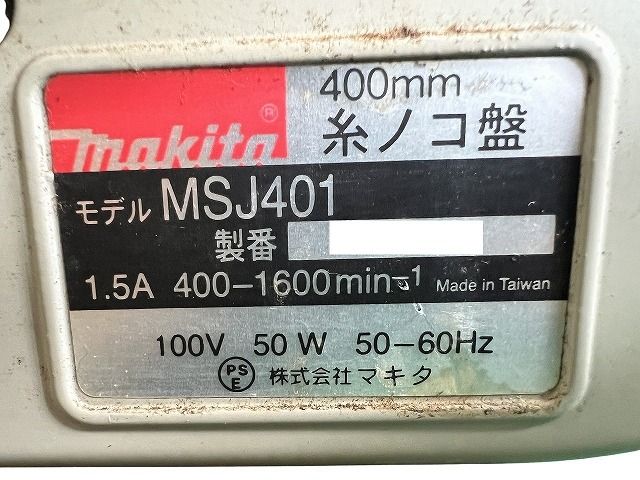 makita®
400mm
糸ノコ盤
モデル MSJ401
製番
1.5A 400-1600min-1 Made in Taiwan
100V 50W 50-60Hz
PSE 株式会社マキタ